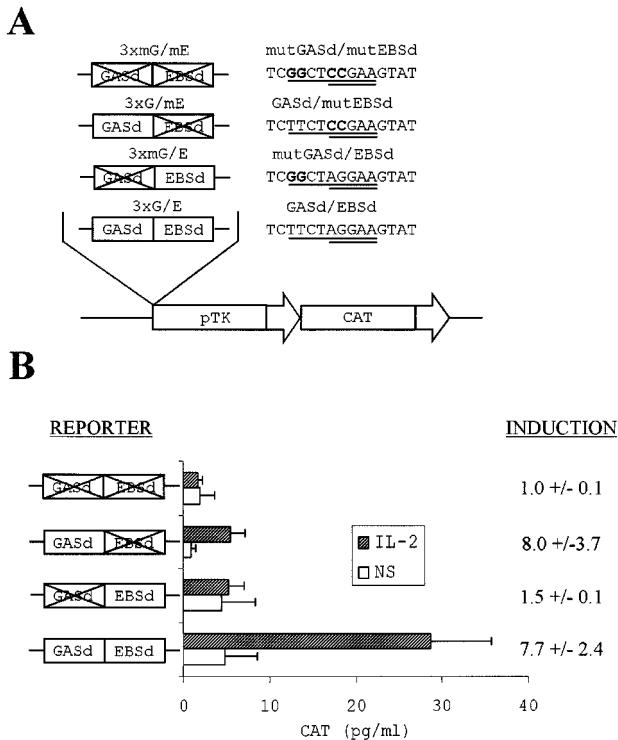 A
3xmG/mE mutGASd/mutEBSd
GASd EBSd TCGGCTCCGAAGTAT
3xG/mE GASd/mutEBSd
GASd EBSd TCTTCTCCGAAGTAT
3xmG/E mutGASd/EBSd
GASd EBSd TCGGCTAGGAAGTAT
3xG/E GASd/EBSd
GASd EBSd TCTTCTAGGAAGTAT
pTK CAT
B
REPORTER INDUCTION
GASd EBSd 1.0 +/- 0.1
GASd EBSd 8.0 +/-3.7
IL-2
NS
GASd EBSd 1.5 +/- 0.1
GASd EBSd 7.7 +/- 2.4
0 10 20 30 40
CAT (pg/ml)